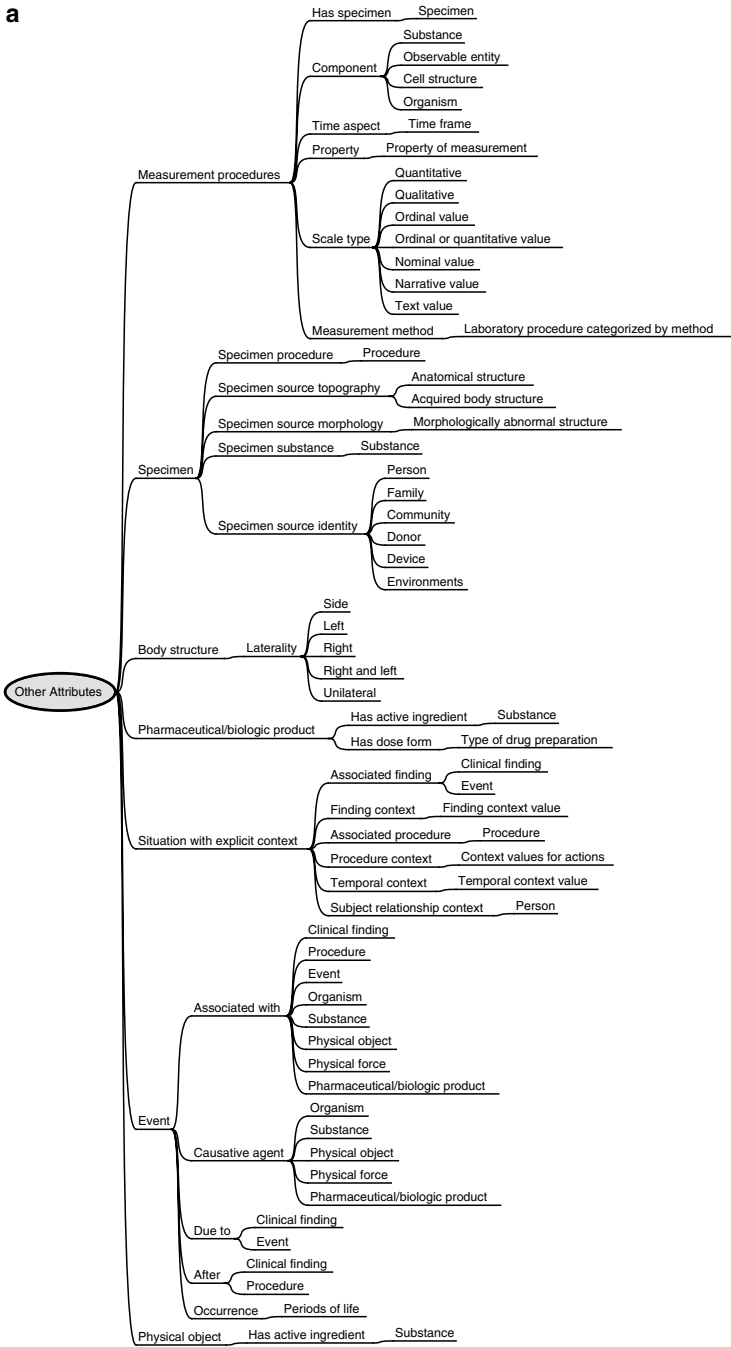 a
Has specimen
Specimen
Component
Substance
Observable entity
Cell structure
Organism
Time aspect
Time frame
Property
Property of measurement
Measurement procedures
Scale type
Quantitative
Qualitative
Ordinal value
Ordinal or quantitative value
Nominal value
Narrative value
Text value
Measurement method
Laboratory procedure categorized by method
Specimen procedure
Procedure
Specimen source topography
Anatomical structure
Acquired body structure
Specimen source morphology
Morphologically abnormal structure
Specimen substance
Substance
Specimen
Specimen source identity
Person
Family
Community
Donor
Device
Environments
Body structure
Laterality
Side
Left
Right
Right and left
Unilateral
Other Attributes
Pharmaceutical/biologic product
Has active ingredient
Substance
Has dose form
Type of drug preparation
Situation with explicit context
Associated finding
Clinical finding
Event
Finding context
Finding context value
Associated procedure
Procedure
Procedure context
Context values for actions
Temporal context
Temporal context value
Subject relationship context
Person
Event
Associated with
Clinical finding
Procedure
Event
Organism
Substance
Physical object
Physical force
Pharmaceutical/biologic product
Causative agent
Organism
Substance
Physical object
Physical force
Pharmaceutical/biologic product
Due to
Clinical finding
Event
After
Clinical finding
Procedure
Occurrence
Periods of life
Physical object
Has active ingredient
Substance